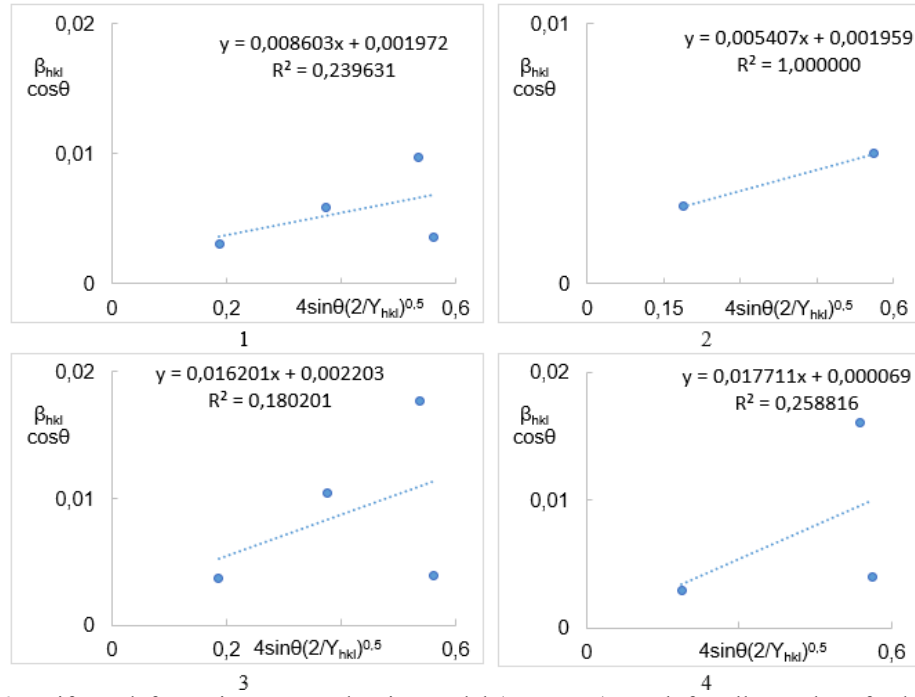 0,02
y = 0,008603x + 0,001972
R² = 0,239631
βhkl
cosθ
0,01
0
0
0,2
4sinθ(2/Yhkl)^0,5
0,6
1
0,01
y = 0,005407x + 0,001959
R² = 1,000000
βhkl
cosθ
0
0
0,15
4sinθ(2/Yhkl)^0,5
0,6
2
0,02
y = 0,016201x + 0,002203
R² = 0,180201
βhkl
cosθ
0,01
0
0
0,2
4sinθ(2/Yhkl)^0,5
0,6
3
0,02
y = 0,017711x + 0,000069
R² = 0,258816
βhkl
cosθ
0,01
0
0
4sinθ(2/Yhkl)^0,5
0,6
4